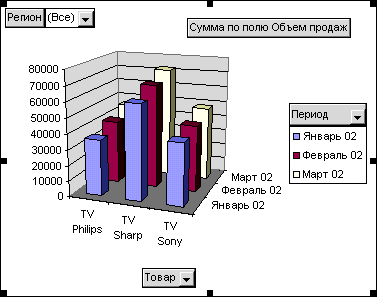 Регион (Все)
Сумма по полю Объем продаж
80000
70000
60000
50000
40000
30000
20000
10000
0
TV Philips
TV Sharp
TV Sony
Март 02
Февраль 02
Январь 02
Период
Январь 02
Февраль 02
Март 02
Товар